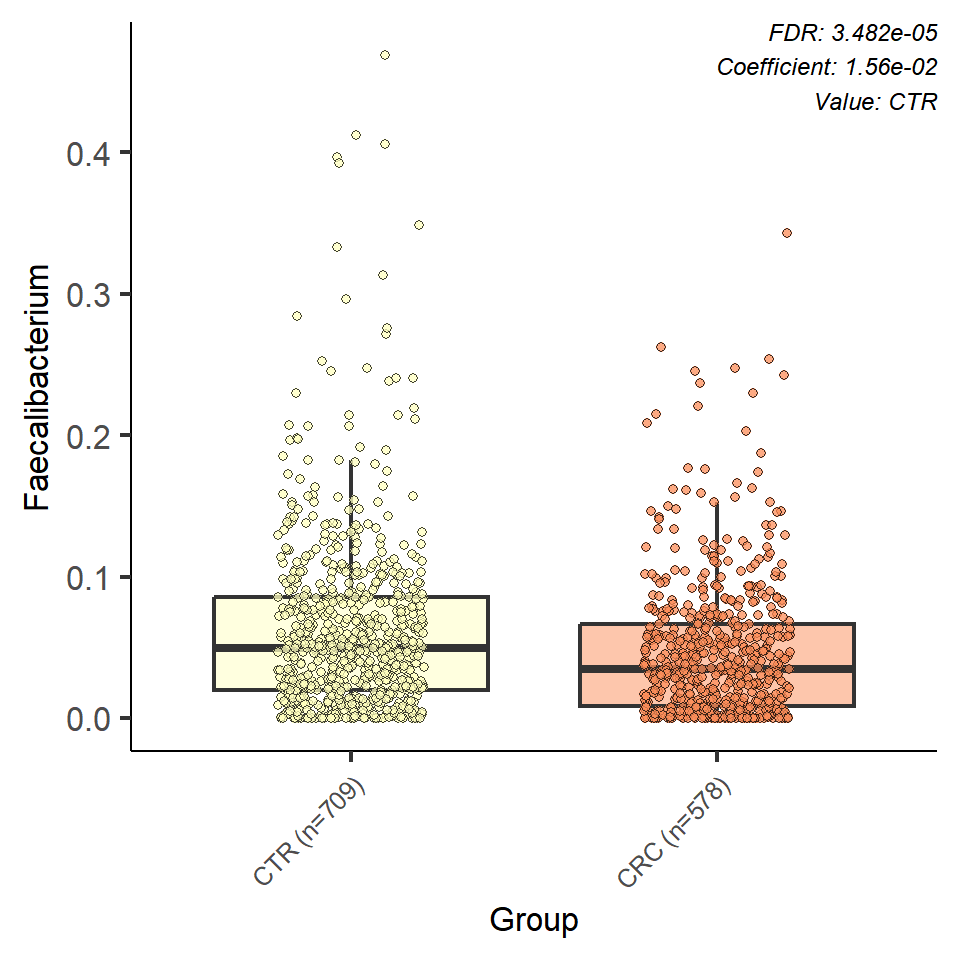 FDR: 3.482e-05
Coefficient: 1.56e-02
Value: CTR
Faecalibacterium
0.4
0.3
0.2
0.1
0.0
CTR (n=709)
CRC (n=578)
Group